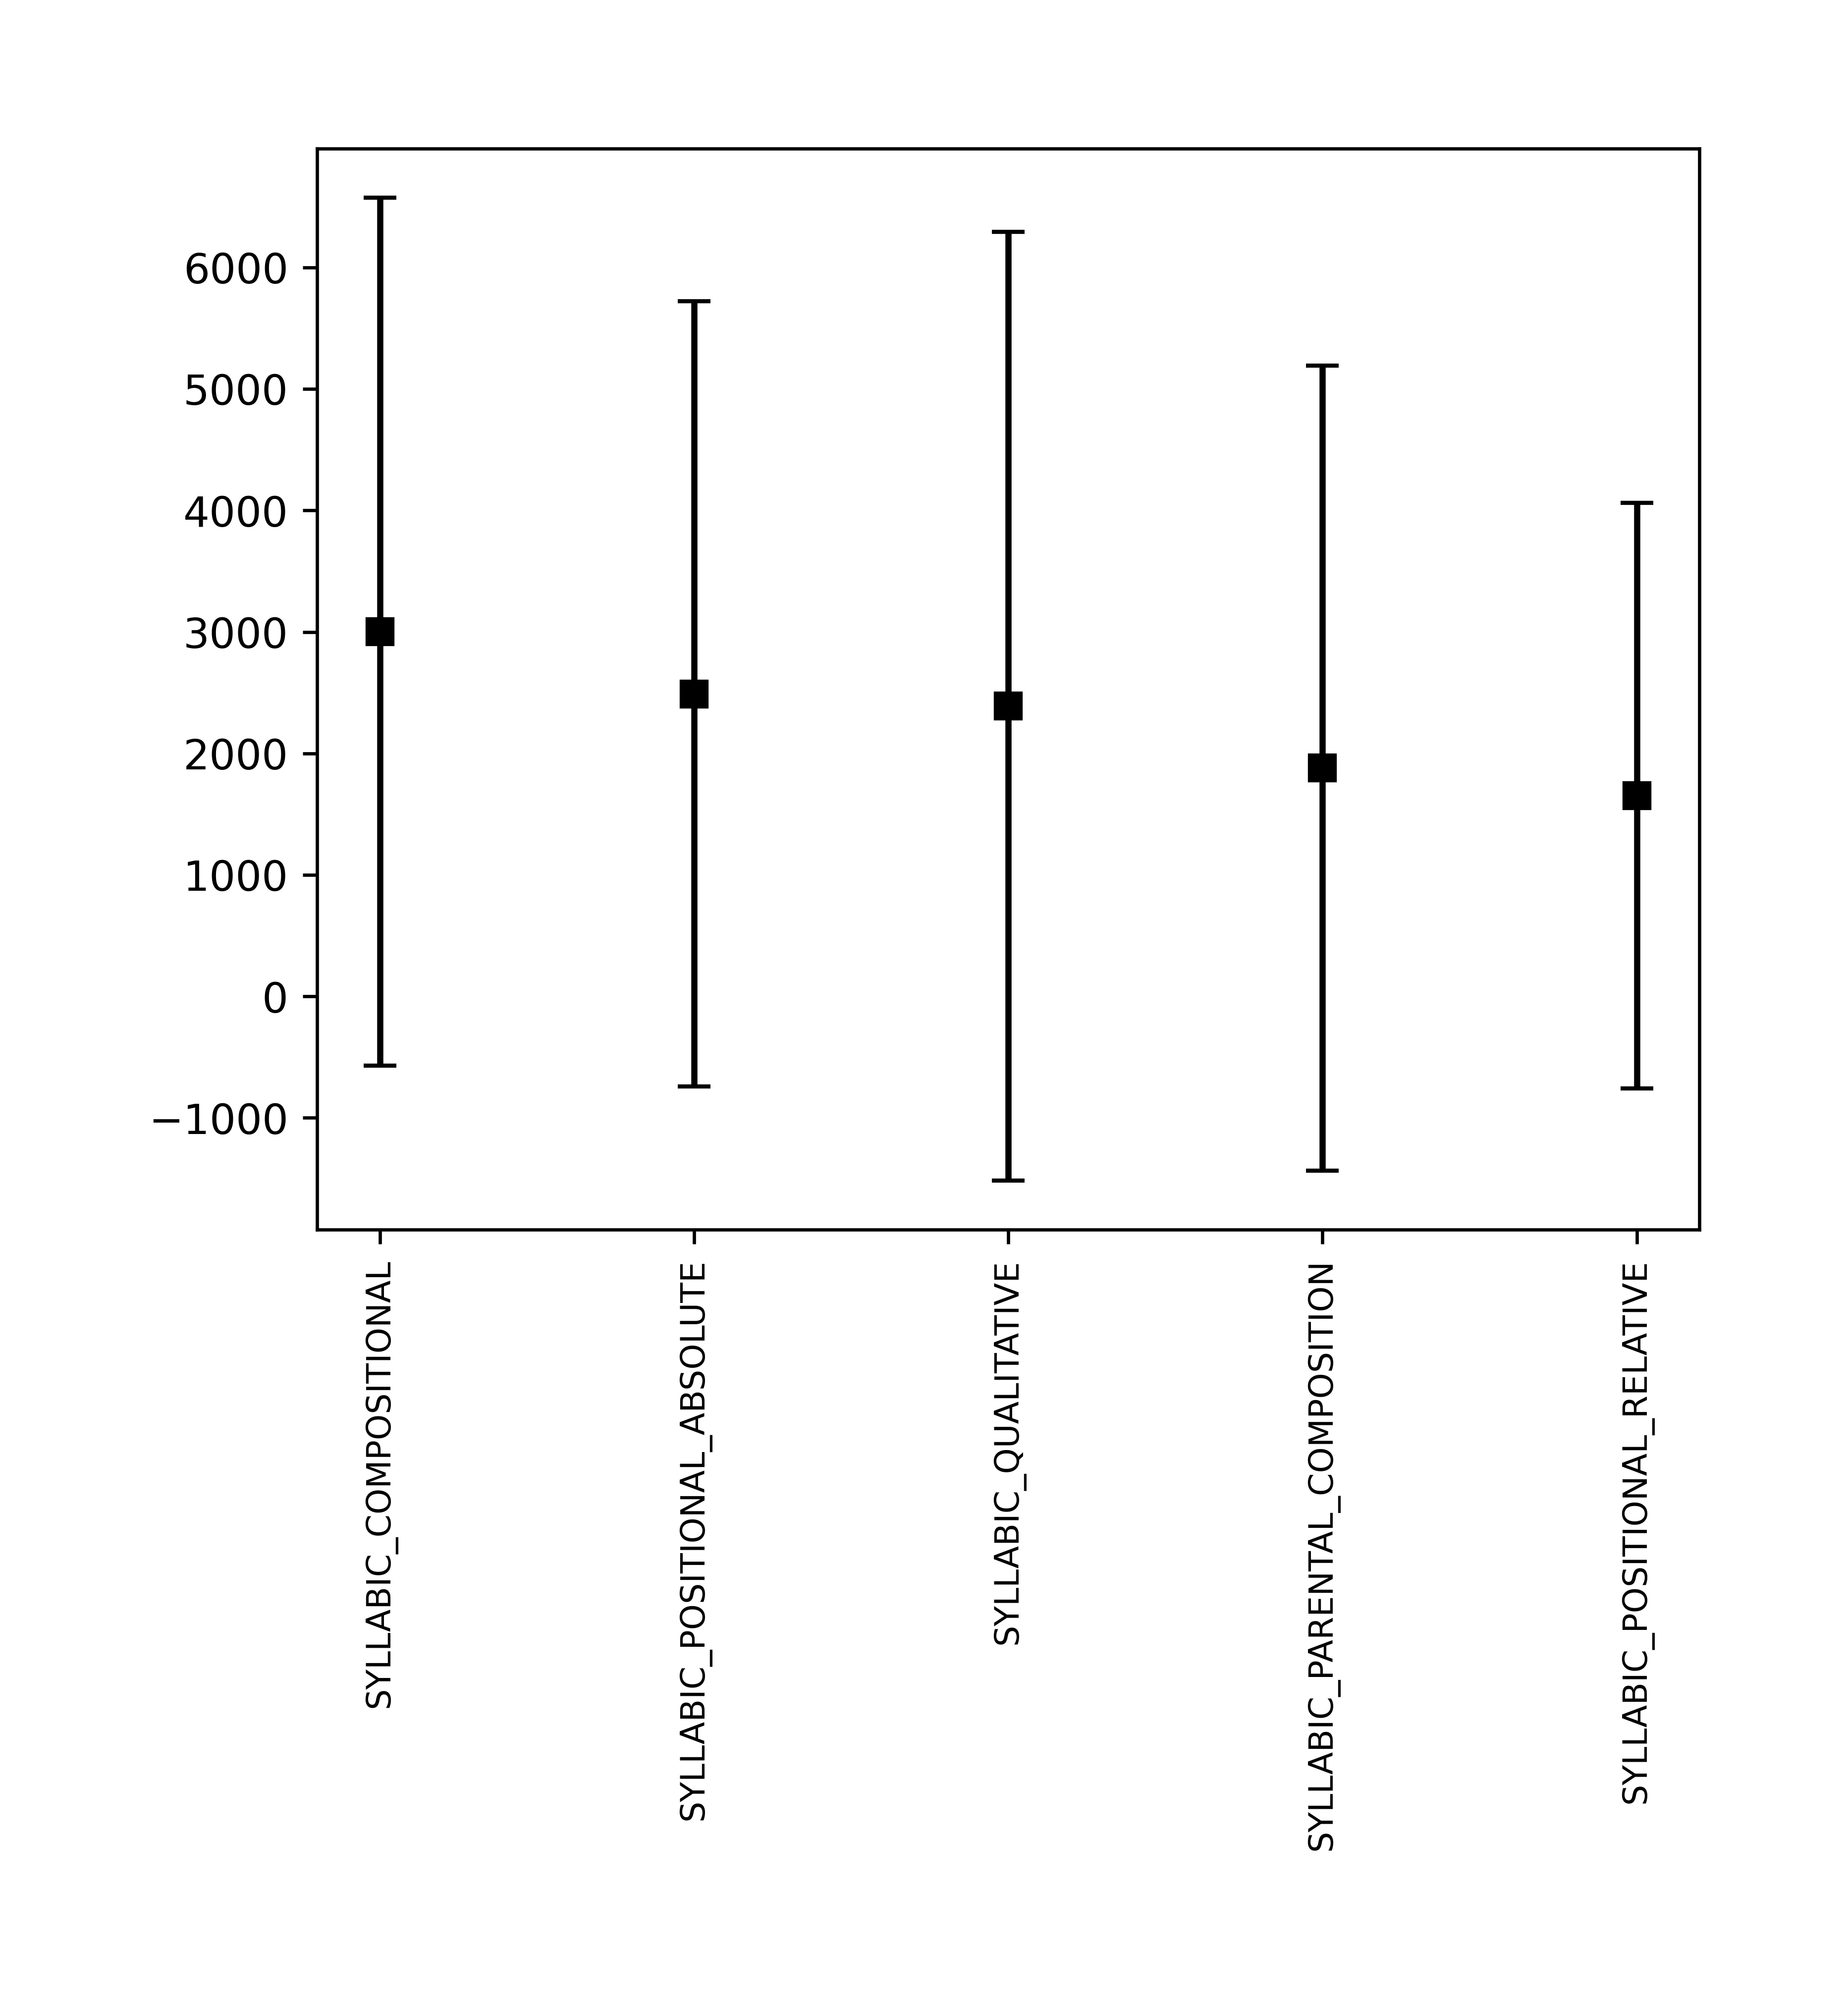 6000
5000
4000
3000
2000
1000
0
−1000
SYLLABIC_COMPOSITIONAL
SYLLABIC_POSITIONAL_ABSOLUTE
SYLLABIC_QUALITATIVE
SYLLABIC_PARENTAL_COMPOSITION
SYLLABIC_POSITIONAL_RELATIVE